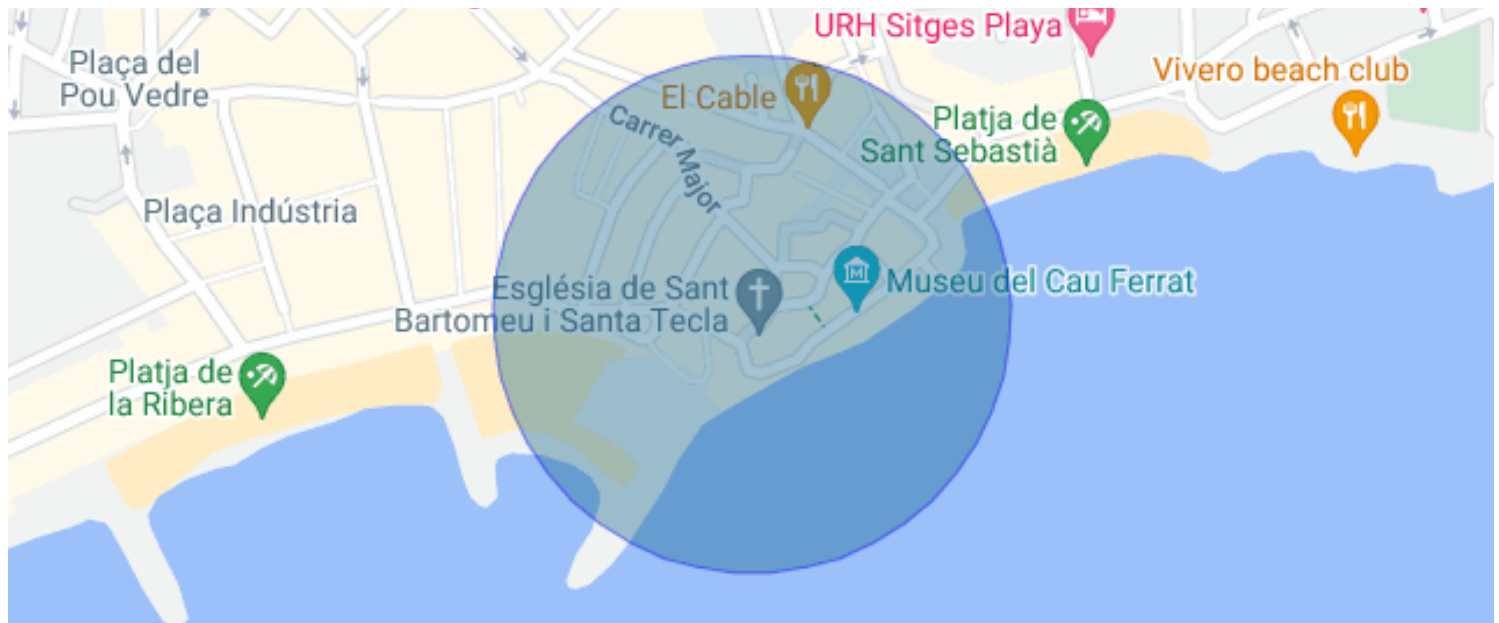 URH Sitges Playa
Plaça del
Pou Vedre
Vivero beach club
El Cable
Carrer Major
Platja de
Sant Sebastià
Plaça Indústria
Església de Sant
Bartomeu i Santa Tecla
Museu del Cau Ferrat
Platja de
la Ribera